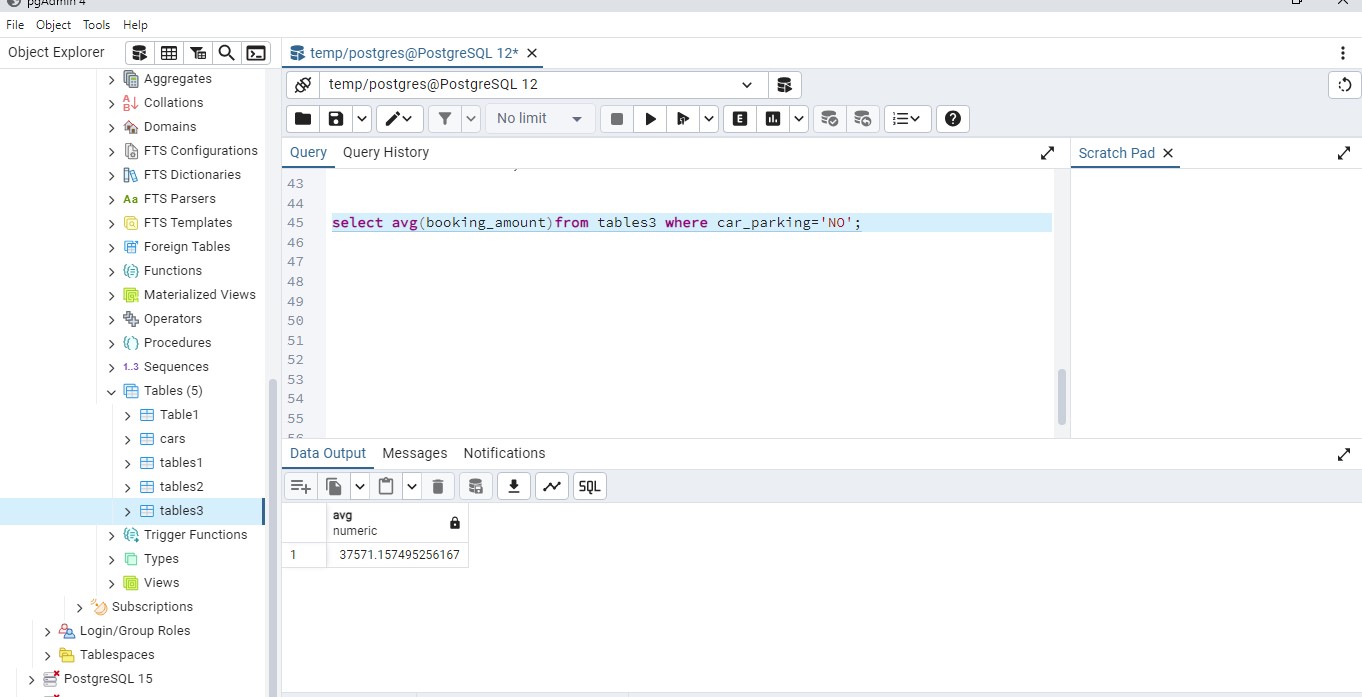 pgAdmin 4
File Object Tools Help
Object Explorer
temp/postgres@PostgreSQL 12*
temp/postgres@PostgreSQL 12
No limit
E
Query Query History
Scratch Pad
43
44
45 select avg(booking_amount)from tables3 where car_parking='NO';
46
47
48
49
50
51
52
53
54
55
56
Aggregates
Collations
Domains
FTS Configurations
FTS Dictionaries
Aa FTS Parsers
FTS Templates
Foreign Tables
Functions
Materialized Views
Operators
Procedures
1..3 Sequences
Tables (5)
Table1
cars
tables1
tables2
tables3
Trigger Functions
Types
Views
Subscriptions
Login/Group Roles
Tablespaces
PostgreSQL 15
Data Output Messages Notifications
SQL
avg
numeric
1 37571.157495256167